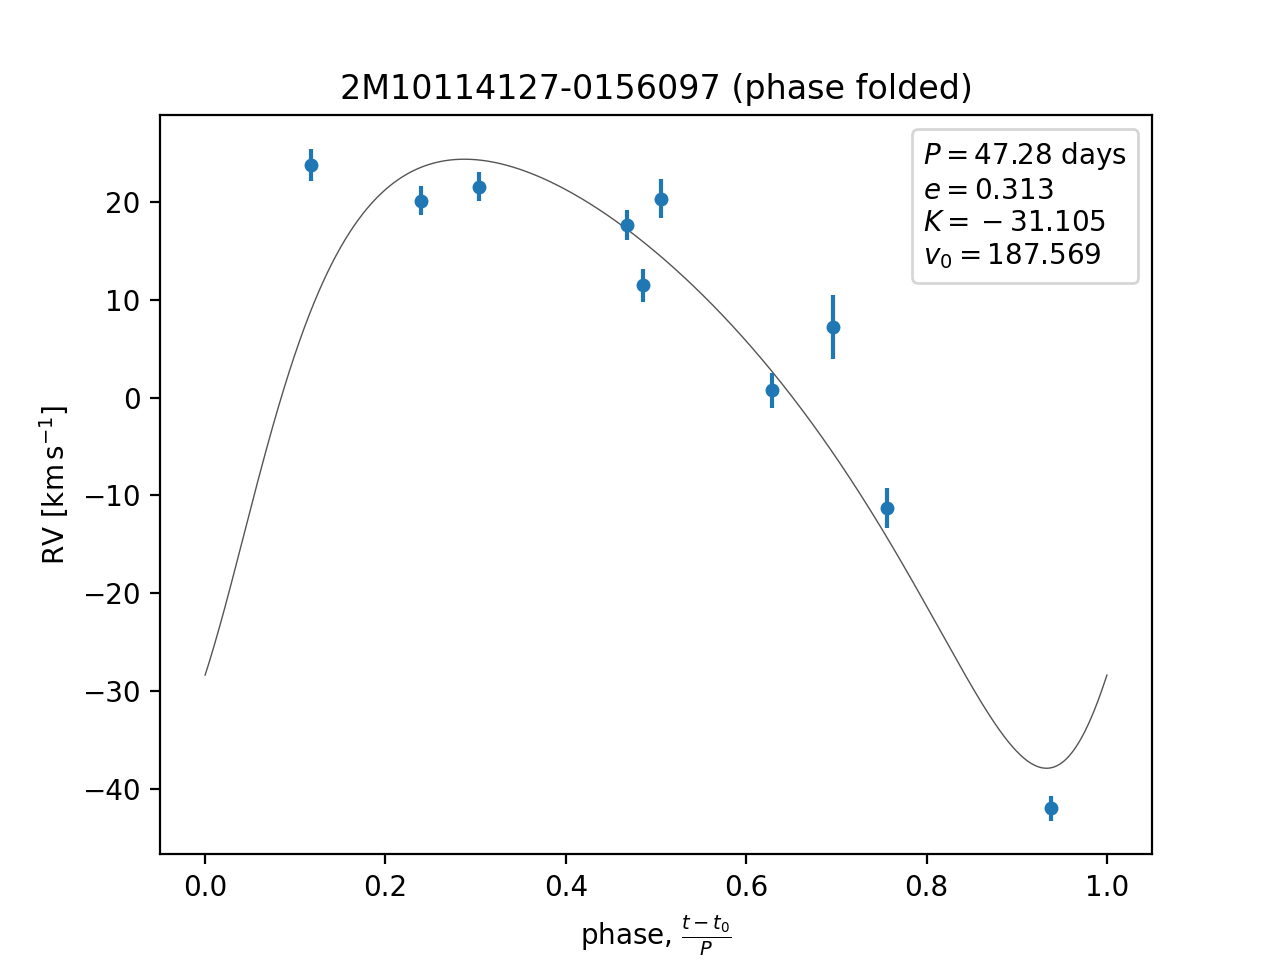 2M10114127-0156097 (phase folded)
P = 47.28 days
e = 0.313
K = −31.105
v₀ = 187.569
RV [km s⁻¹]
20
10
0
−10
−20
−30
−40
0.0 0.2 0.4 0.6 0.8 1.0
phase, (t − t₀)/P